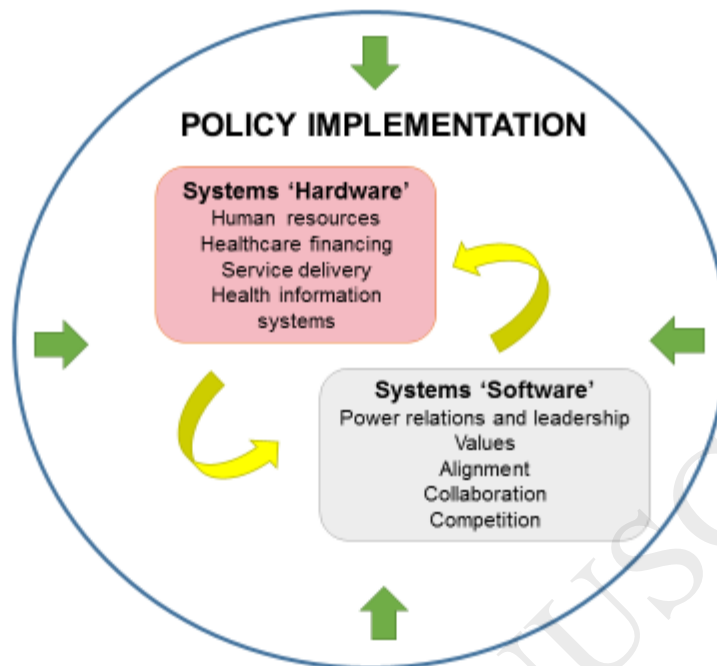 POLICY IMPLEMENTATION
Systems ‘Hardware’
Human resources
Healthcare financing
Service delivery
Health information
systems
Systems ‘Software’
Power relations and leadership
Values
Alignment
Collaboration
Competition